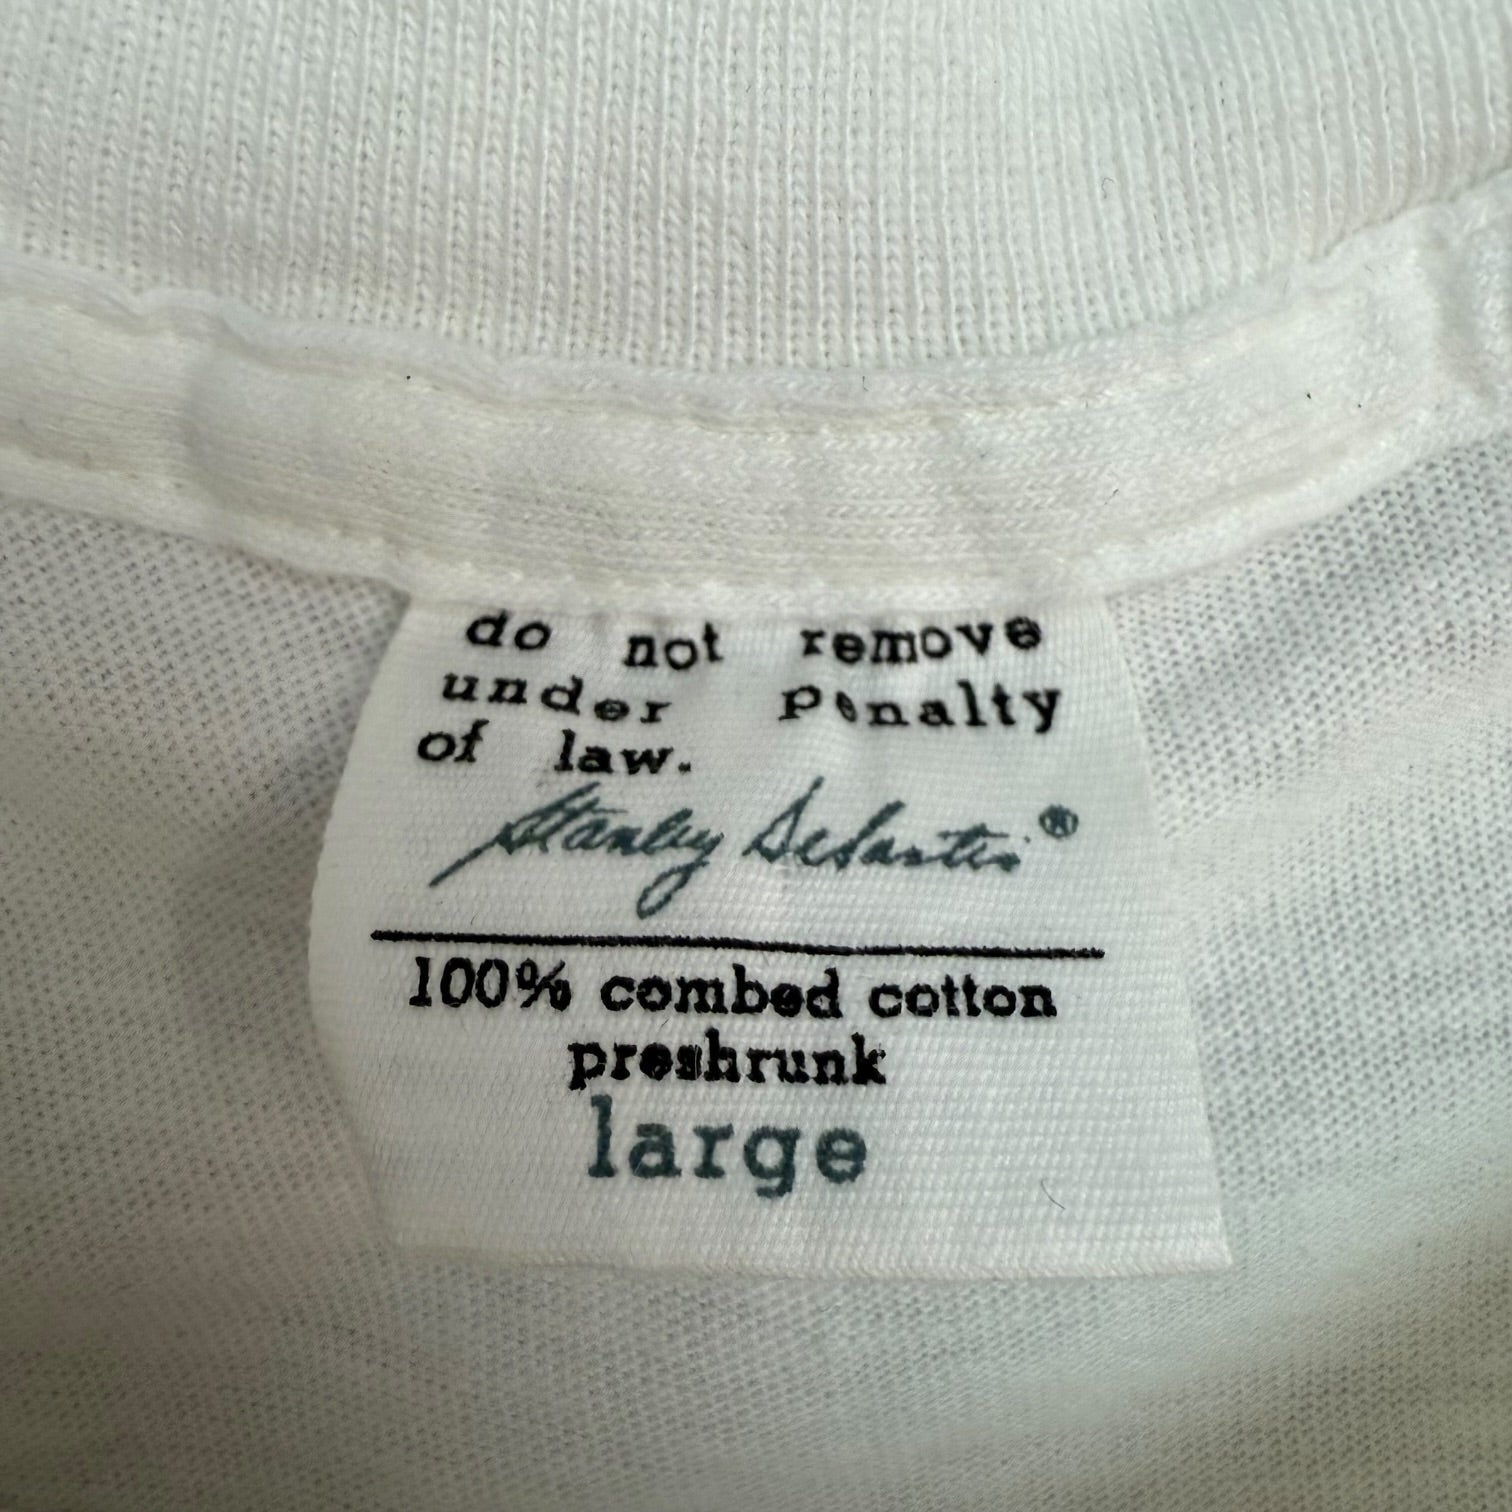 do not remove
under penalty
of law.
Stanley DeSantis®
100% combed cotton
preshrunk
large